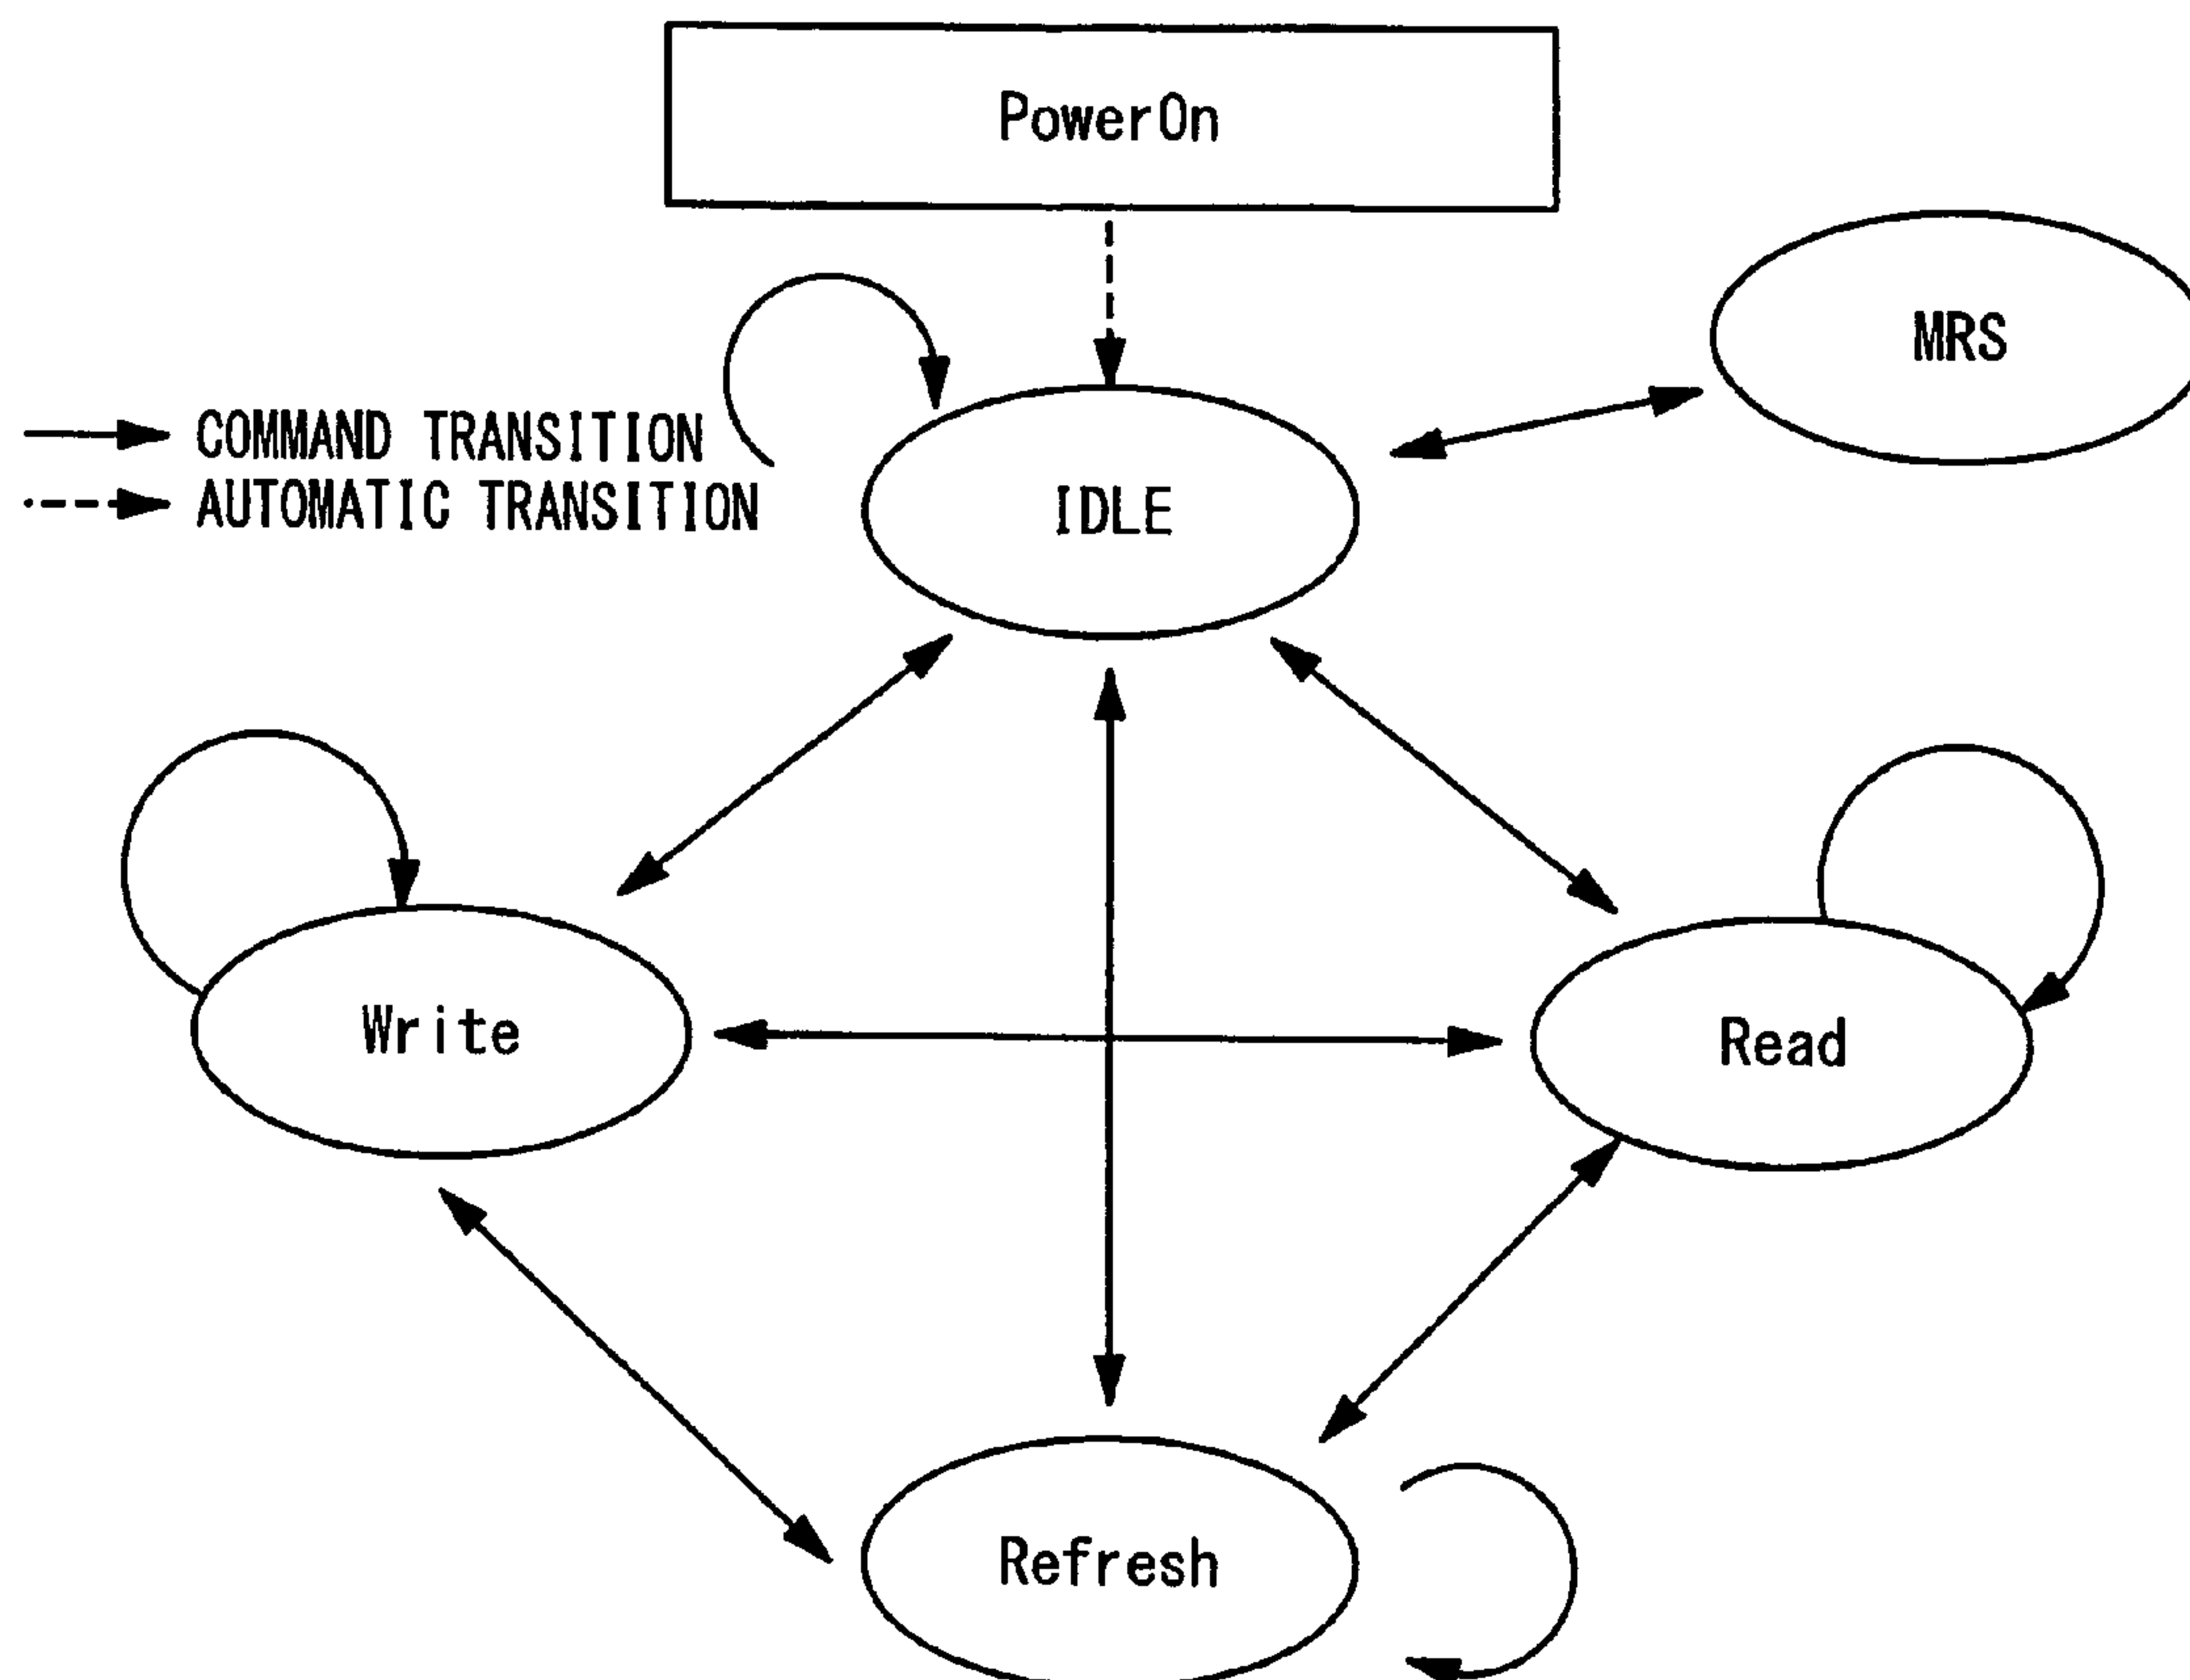 PowerOn
MRS
COMMAND TRANSITION
AUTOMATIC TRANSITION
IDLE
Write
Read
Refresh